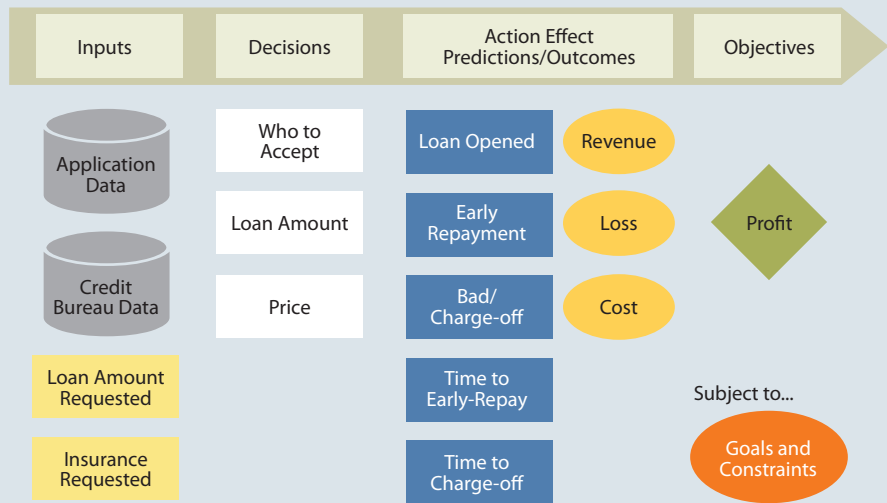 Inputs
Decisions
Action Effect
Predictions/Outcomes
Objectives
Application
Data
Credit
Bureau Data
Loan Amount
Requested
Insurance
Requested
Who to
Accept
Loan Amount
Price
Loan Opened
Early
Repayment
Bad/
Charge-off
Time to
Early-Repay
Time to
Charge-off
Revenue
Loss
Cost
Profit
Subject to...
Goals and
Constraints